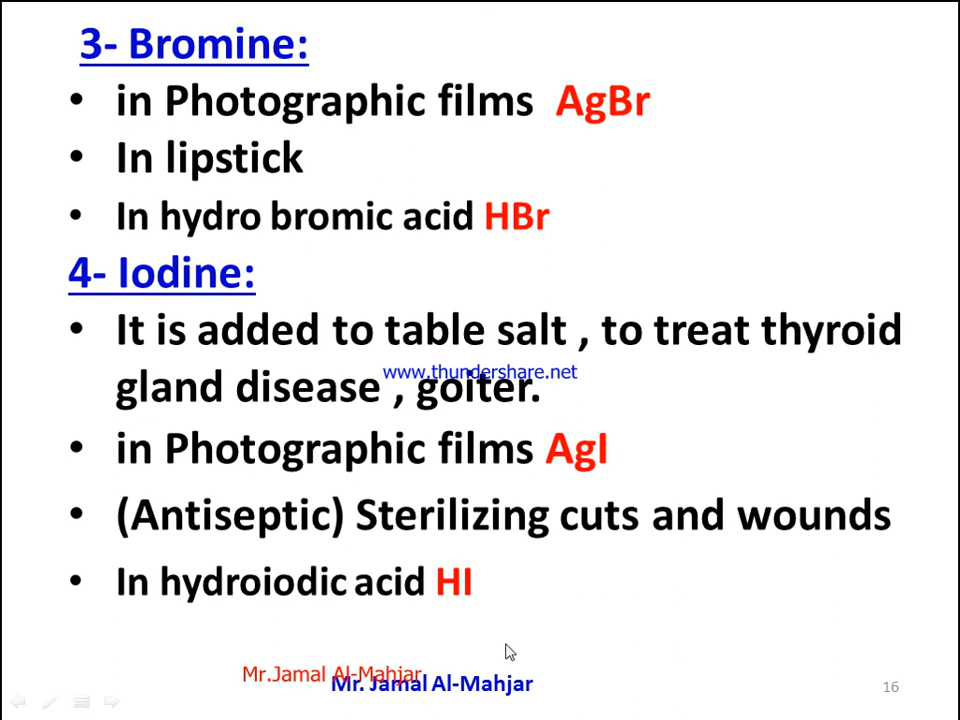 3- Bromine:
• in Photographic films AgBr
• In lipstick
• In hydro bromic acid HBr
4- Iodine:
• It is added to table salt , to treat thyroid
www.thundershare.net
gland disease , goiter.
• in Photographic films AgI
• (Antiseptic) Sterilizing cuts and wounds
• In hydroiodic acid HI
Mr.Jamal Al-Mahjar
Mr. Jamal Al-Mahjar
16